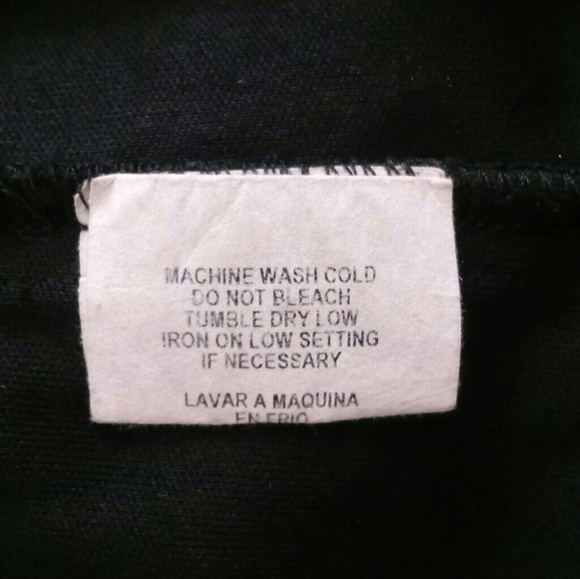 MACHINE WASH COLD
DO NOT BLEACH
TUMBLE DRY LOW
IRON ON LOW SETTING
IF NECESSARY
LAVAR A MAQUINA
EN FRIO